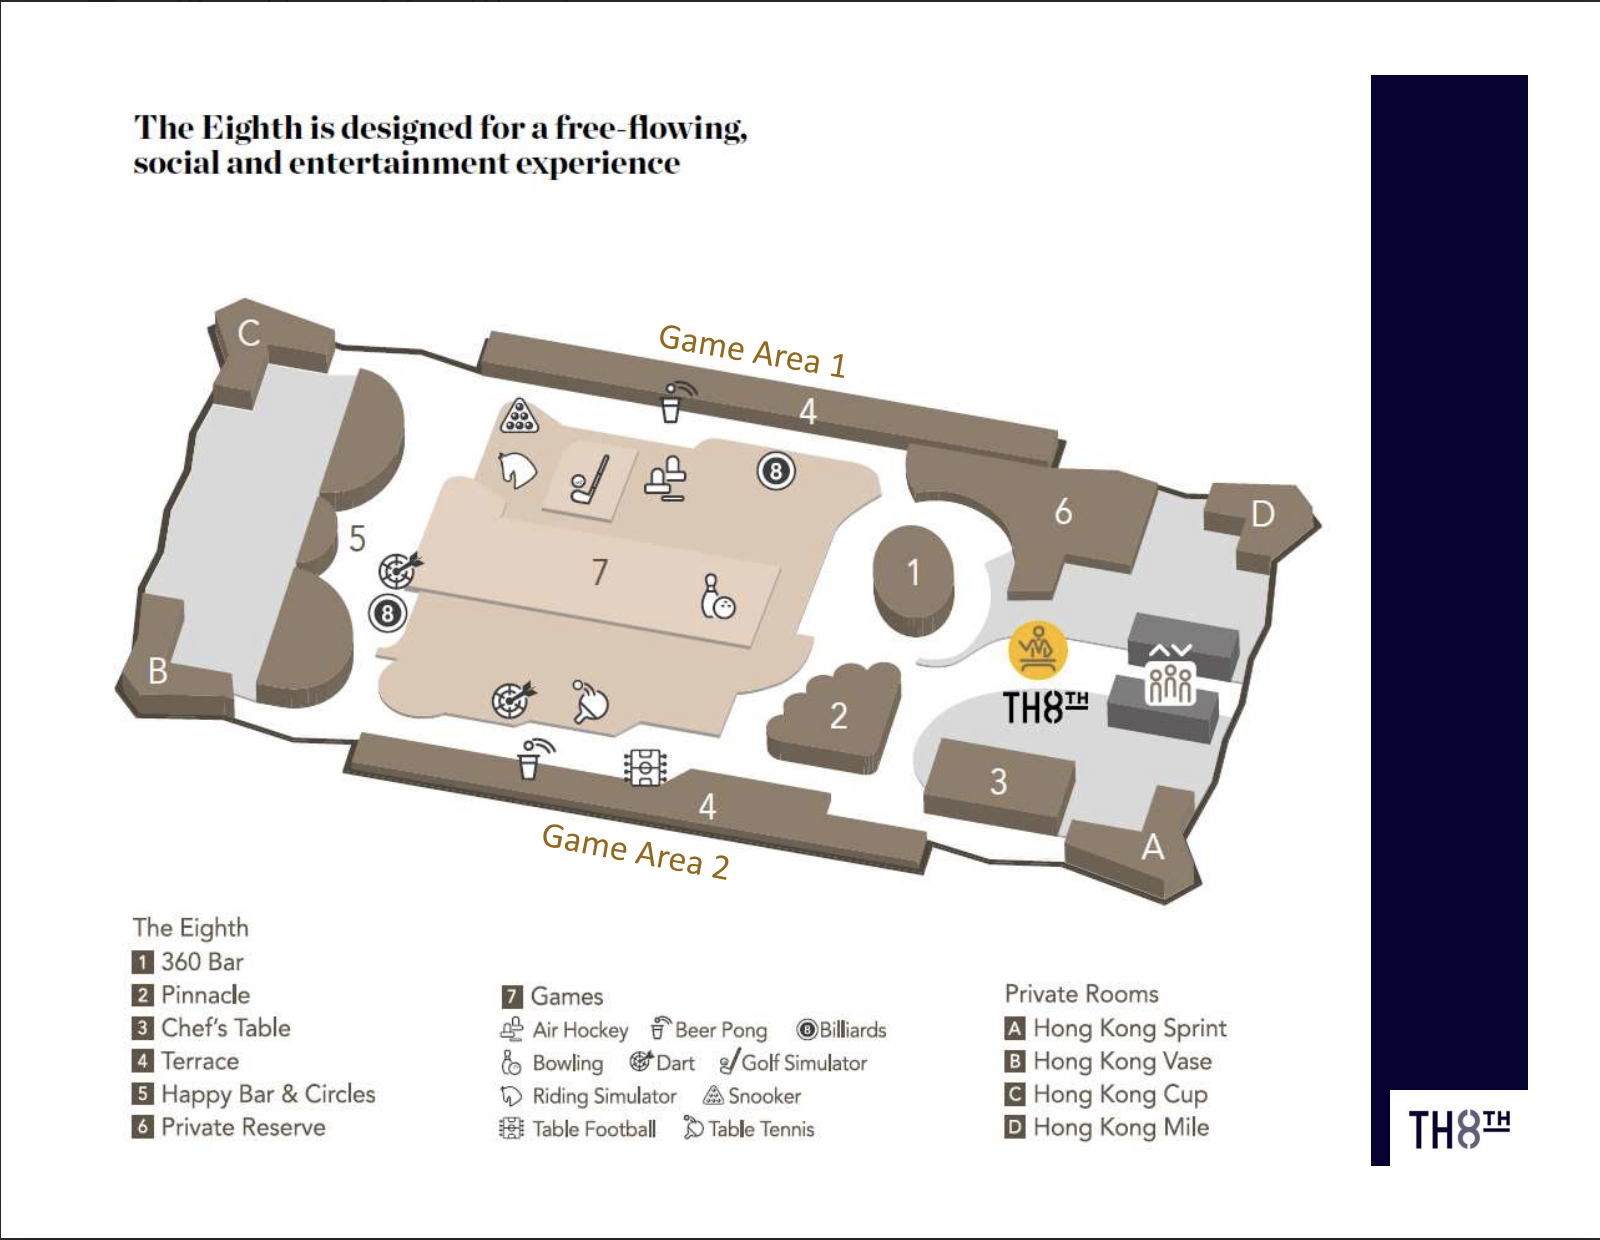 The Eighth is designed for a free-flowing,
social and entertainment experience
C
Game Area 1
4
6
D
5
7
1
8
8
B
TH8TH
2
3
4
A
Game Area 2
The Eighth
1 360 Bar
2 Pinnacle
3 Chef's Table
4 Terrace
5 Happy Bar & Circles
6 Private Reserve
7 Games
Air Hockey Beer Pong 8 Billiards
Bowling Dart Golf Simulator
Riding Simulator Snooker
Table Football Table Tennis
Private Rooms
A Hong Kong Sprint
B Hong Kong Vase
C Hong Kong Cup
D Hong Kong Mile
TH8TH